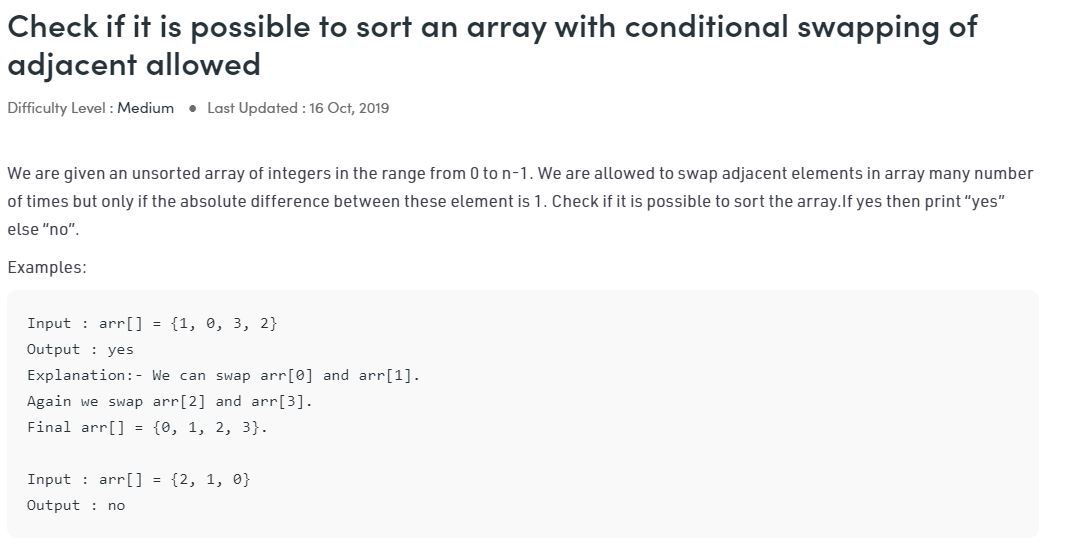 Check if it is possible to sort an array with conditional swapping of
adjacent allowed
Difficulty Level : Medium ● Last Updated : 16 Oct, 2019
We are given an unsorted array of integers in the range from 0 to n-1. We are allowed to swap adjacent elements in array many number
of times but only if the absolute difference between these element is 1. Check if it is possible to sort the array.If yes then print “yes”
else “no”.
Examples:
Input : arr[] = {1, 0, 3, 2}
Output : yes
Explanation:- We can swap arr[0] and arr[1].
Again we swap arr[2] and arr[3].
Final arr[] = {0, 1, 2, 3}.
Input : arr[] = {2, 1, 0}
Output : no